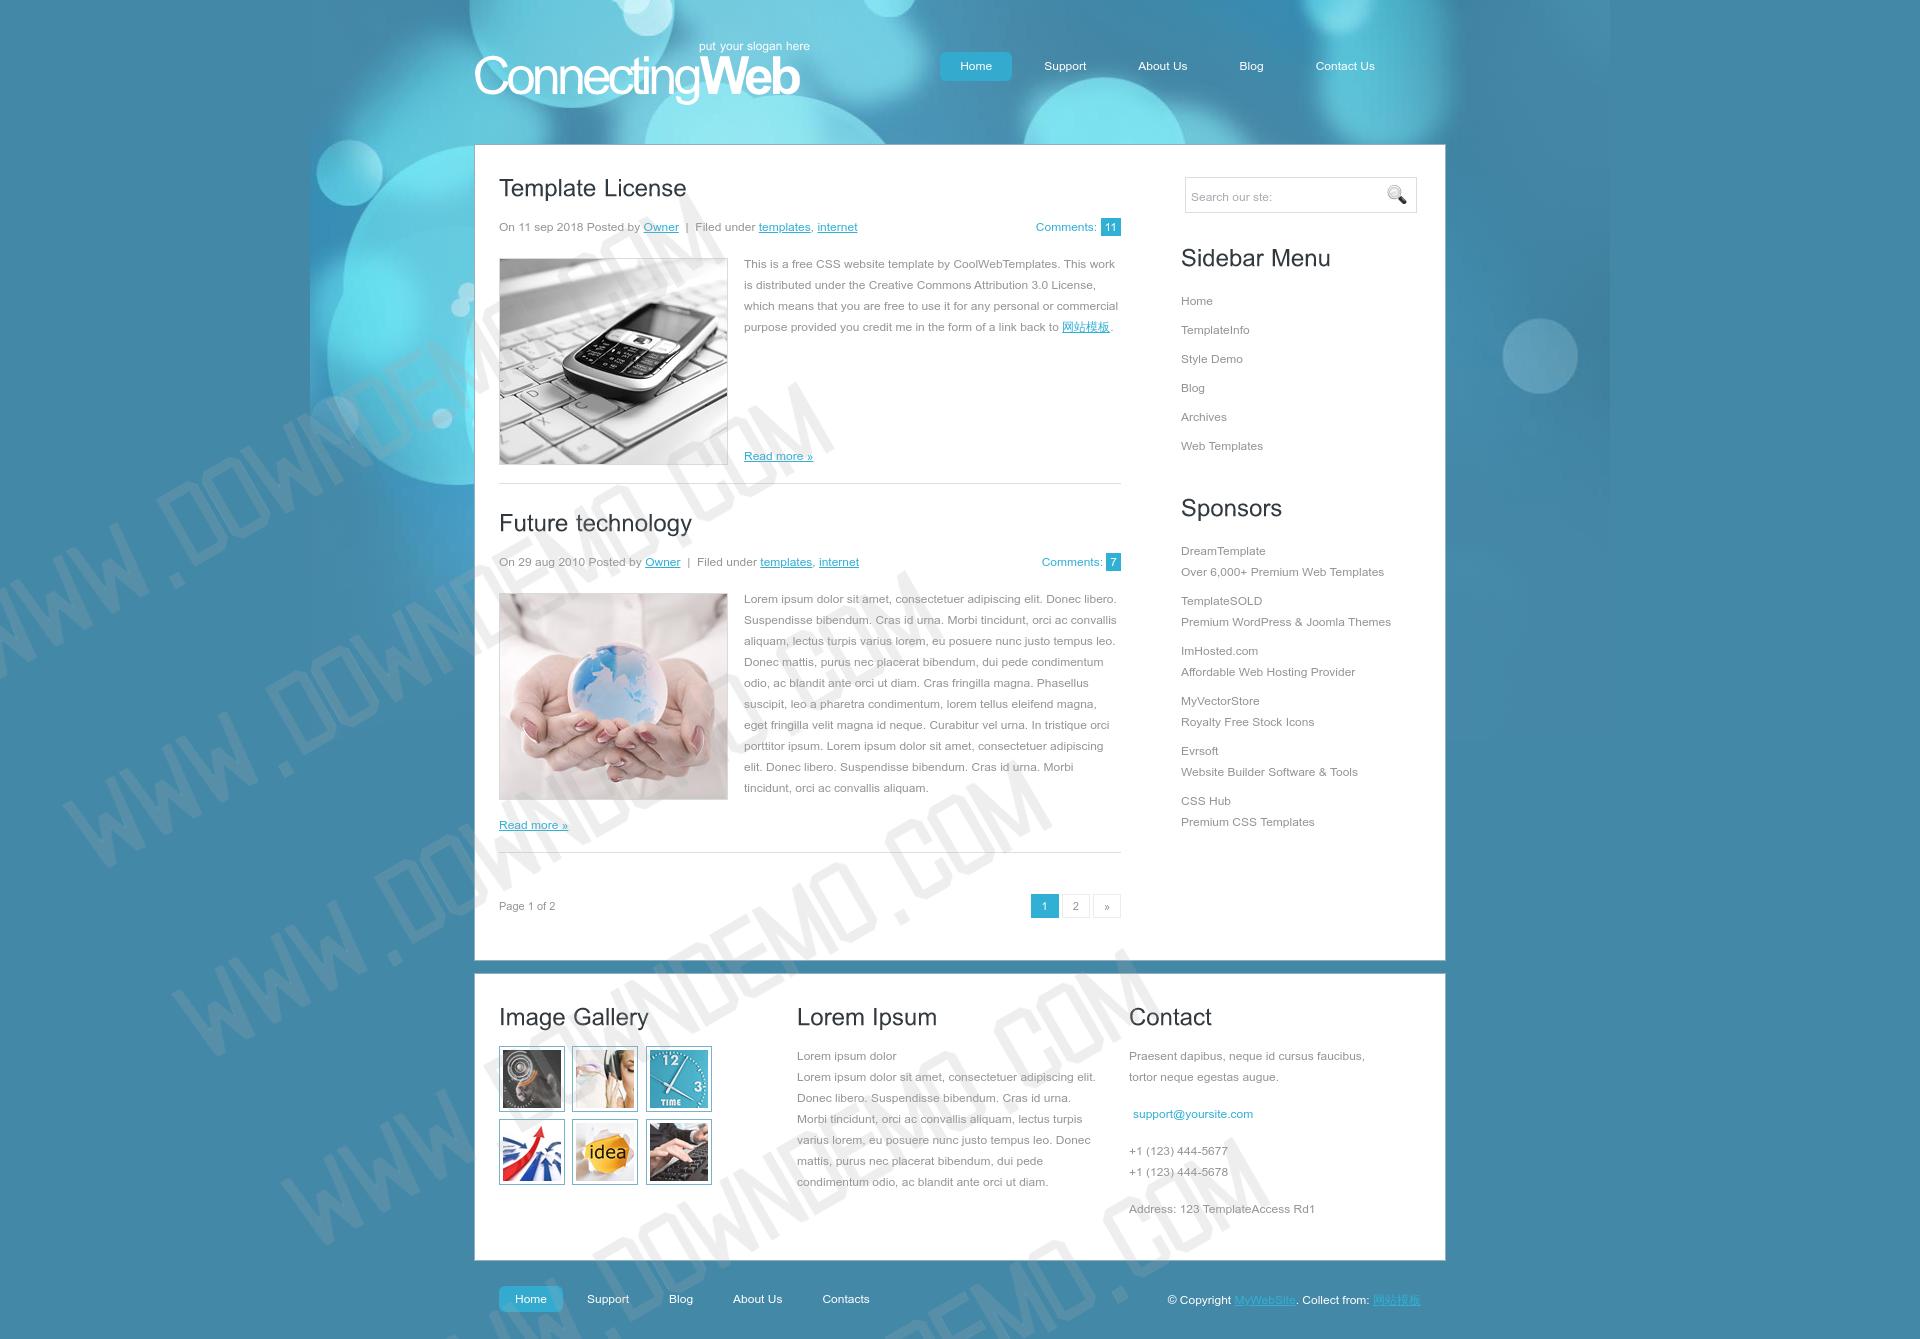 put your slogan here
ConnectingWeb
Home
Support
About Us
Blog
Contact Us
Template License
On 11 sep 2018 Posted by Owner | Filed under templates, internet
Comments: 11
This is a free CSS website template by CoolWebTemplates. This work
is distributed under the Creative Commons Attribution 3.0 License,
which means that you are free to use it for any personal or commercial
purpose provided you credit me in the form of a link back to 网站模板.
Read more »
Future technology
On 29 aug 2010 Posted by Owner | Filed under templates, internet
Comments: 7
Lorem ipsum dolor sit amet, consectetuer adipiscing elit. Donec libero.
Suspendisse bibendum. Cras id urna. Morbi tincidunt, orci ac convallis
aliquam, lectus turpis varius lorem, eu posuere nunc justo tempus leo.
Donec mattis, purus nec placerat bibendum, dui pede condimentum
odio, ac blandit ante orci ut diam. Cras fringilla magna. Phasellus
suscipit, leo a pharetra condimentum, lorem tellus eleifend magna,
eget fringilla velit magna id neque. Curabitur vel urna. In tristique orci
porttitor ipsum. Lorem ipsum dolor sit amet, consectetuer adipiscing
elit. Donec libero. Suspendisse bibendum. Cras id urna. Morbi
tincidunt, orci ac convallis aliquam.
Read more »
Page 1 of 2
1
2
»
Search our site:
Sidebar Menu
Home
TemplateInfo
Style Demo
Blog
Archives
Web Templates
Sponsors
DreamTemplate
Over 6,000+ Premium Web Templates
TemplateSOLD
Premium WordPress & Joomla Themes
ImHosted.com
Affordable Web Hosting Provider
MyVectorStore
Royalty Free Stock Icons
Evrsoft
Website Builder Software & Tools
CSS Hub
Premium CSS Templates
Image Gallery
12
3
TIME
idea
Lorem Ipsum
Lorem ipsum dolor
Lorem ipsum dolor sit amet, consectetuer adipiscing elit.
Donec libero. Suspendisse bibendum. Cras id urna.
Morbi tincidunt, orci ac convallis aliquam, lectus turpis
varius lorem, eu posuere nunc justo tempus leo. Donec
mattis, purus nec placerat bibendum, dui pede
condimentum odio, ac blandit ante orci ut diam.
Contact
Praesent dapibus, neque id cursus faucibus,
tortor neque egestas augue.
support@yoursite.com
+1 (123) 444-5677
+1 (123) 444-5678
Address: 123 TemplateAccess Rd1
Home
Support
Blog
About Us
Contacts
© Copyright MyWebSite. Collect from: 网站模板
WWW.DOWNDEMO.COM
WWW.DOWNDEMO.COM
WWW.DOWNDEMO.COM
WWW.DOWNDEMO.COM
WWW.DOWNDEMO.COM